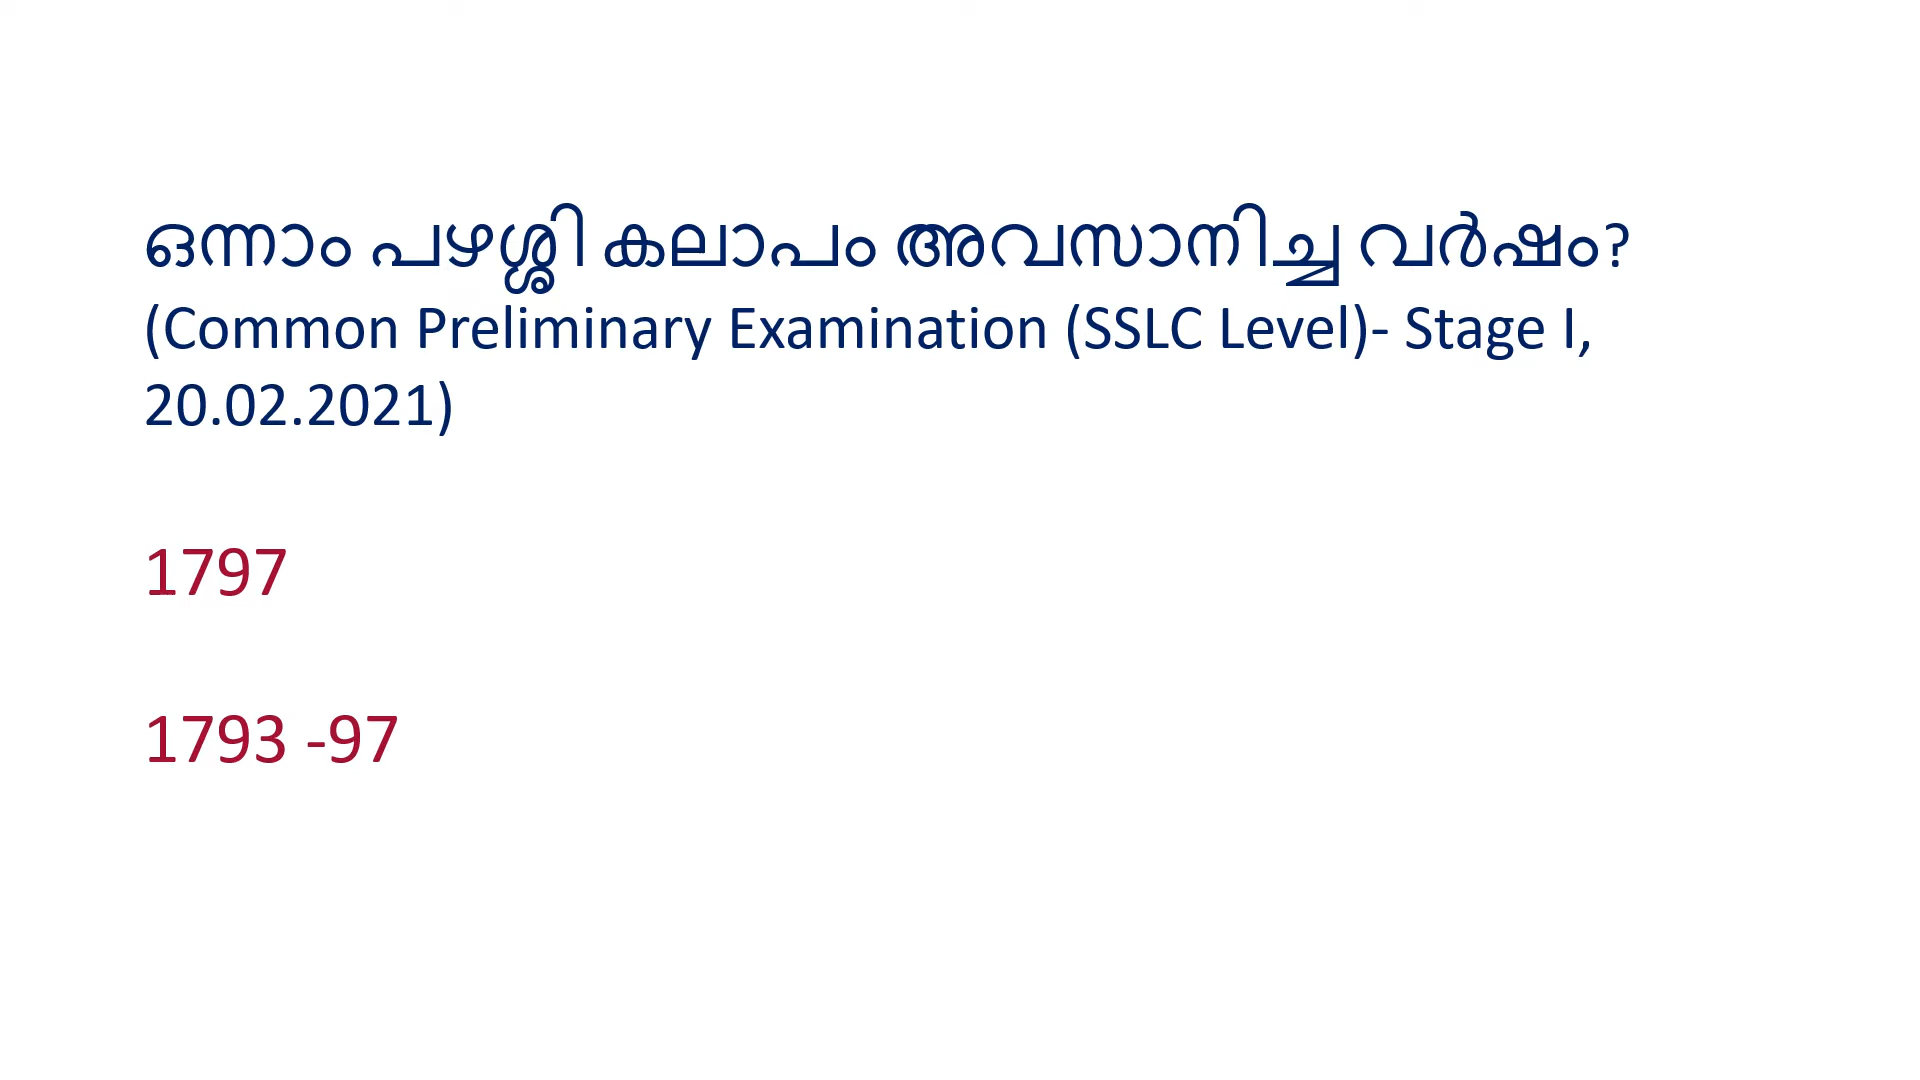 ഒന്നാം പഴശ്ശി കലാപം അവസാനിച്ച വർഷം?
(Common Preliminary Examination (SSLC Level)- Stage I,
20.02.2021)
1797
1793 -97